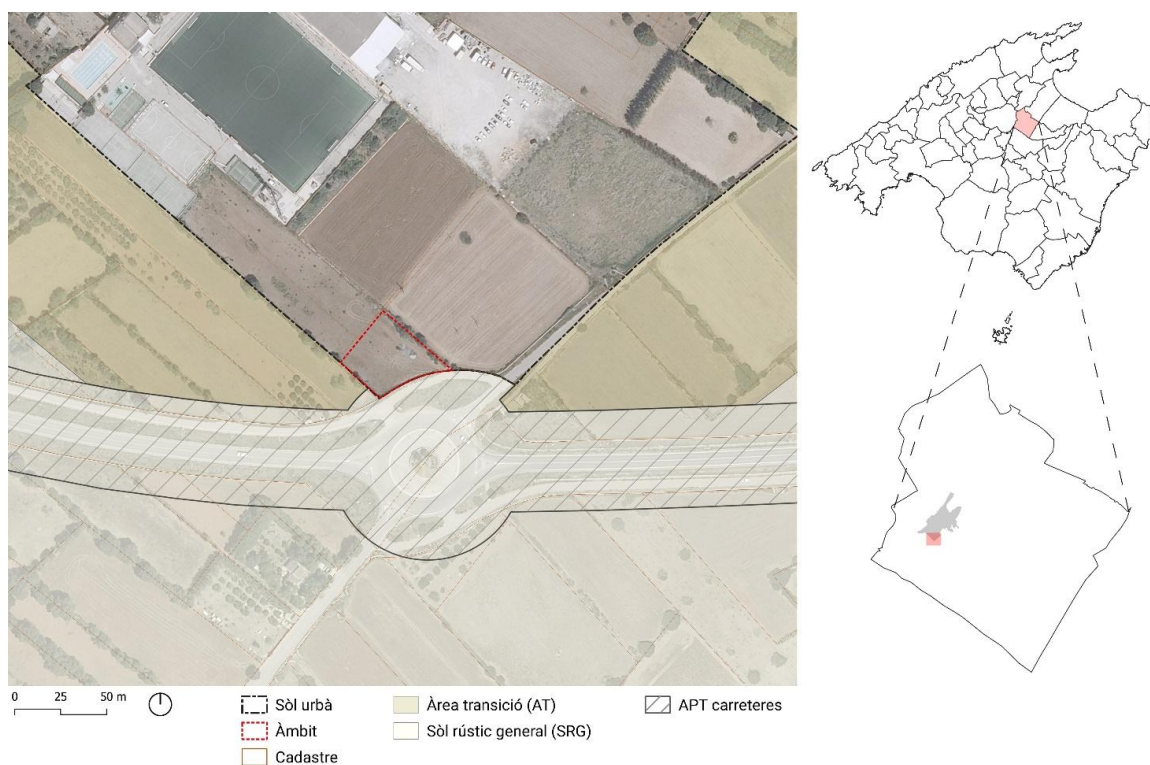 0 25 50 m
Sòl urbà
Àmbit
Cadastre
Àrea transició (AT)
Sòl rústic general (SRG)
APT carreteres